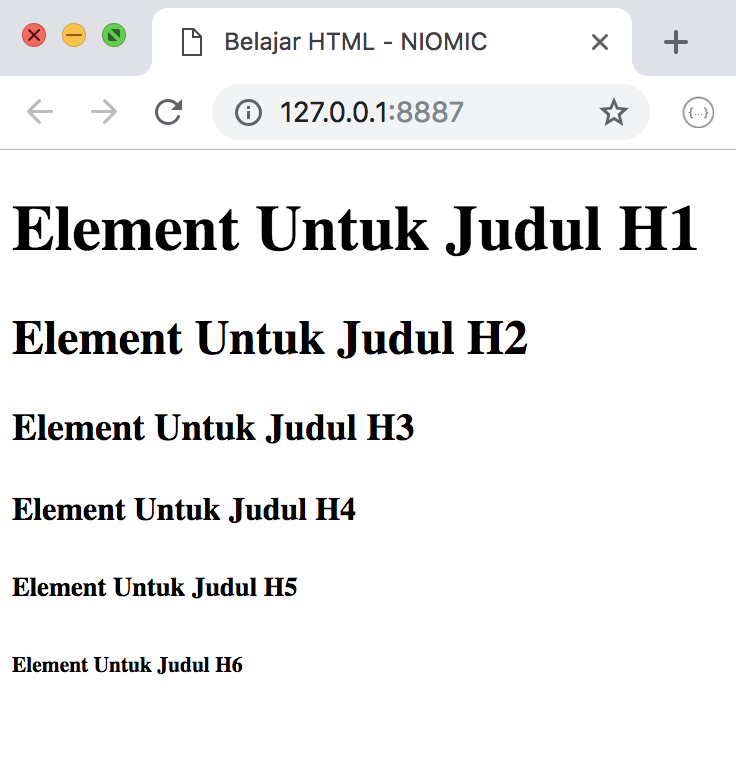 Belajar HTML - NIOMIC
127.0.0.1:8887
{...}
Element Untuk Judul H1
Element Untuk Judul H2
Element Untuk Judul H3
Element Untuk Judul H4
Element Untuk Judul H5
Element Untuk Judul H6